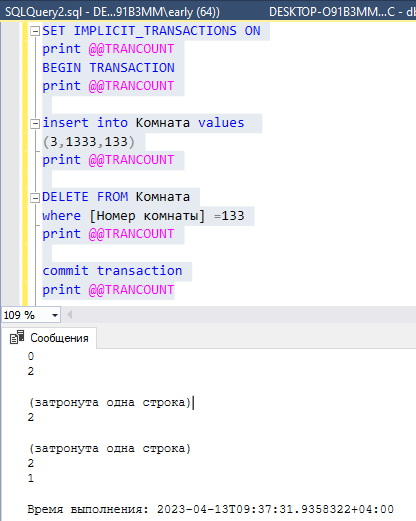 SQLQuery2.sql - DE...91B3MM\early (64))
DESKTOP-O91B3MM...C - db
SET IMPLICIT_TRANSACTIONS ON
print @@TRANCOUNT
BEGIN TRANSACTION
print @@TRANCOUNT
insert into Комната values
(3,1333,133)
print @@TRANCOUNT
DELETE FROM Комната
where [Номер комнаты] =133
print @@TRANCOUNT
commit transaction
print @@TRANCOUNT
109 %
Сообщения
0
2
(затронута одна строка)
2
(затронута одна строка)
2
1
Время выполнения: 2023-04-13T09:37:31.9358322+04:00